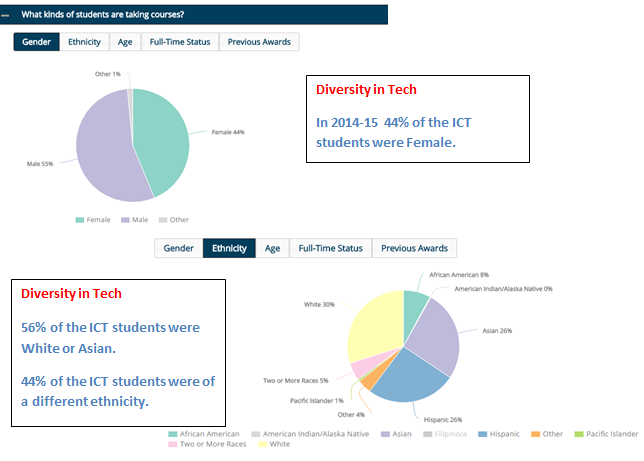 What kinds of students are taking courses?
Gender Ethnicity Age Full-Time Status Previous Awards
Other 1%
Female 44%
Male 55%
Female Male Other
Diversity in Tech
In 2014-15 44% of the ICT
students were Female.
Gender Ethnicity Age Full-Time Status Previous Awards
Diversity in Tech
56% of the ICT students were
White or Asian.
44% of the ICT students were of
a different ethnicity.
African American 8%
American Indian/Alaska Native 0%
White 30%
Asian 26%
Two or More Races 5%
Pacific Islander 1%
Other 4%
Hispanic 26%
African American American Indian/Alaska Native Asian Filipino/a Hispanic Other Pacific Islander
Two or More Races White